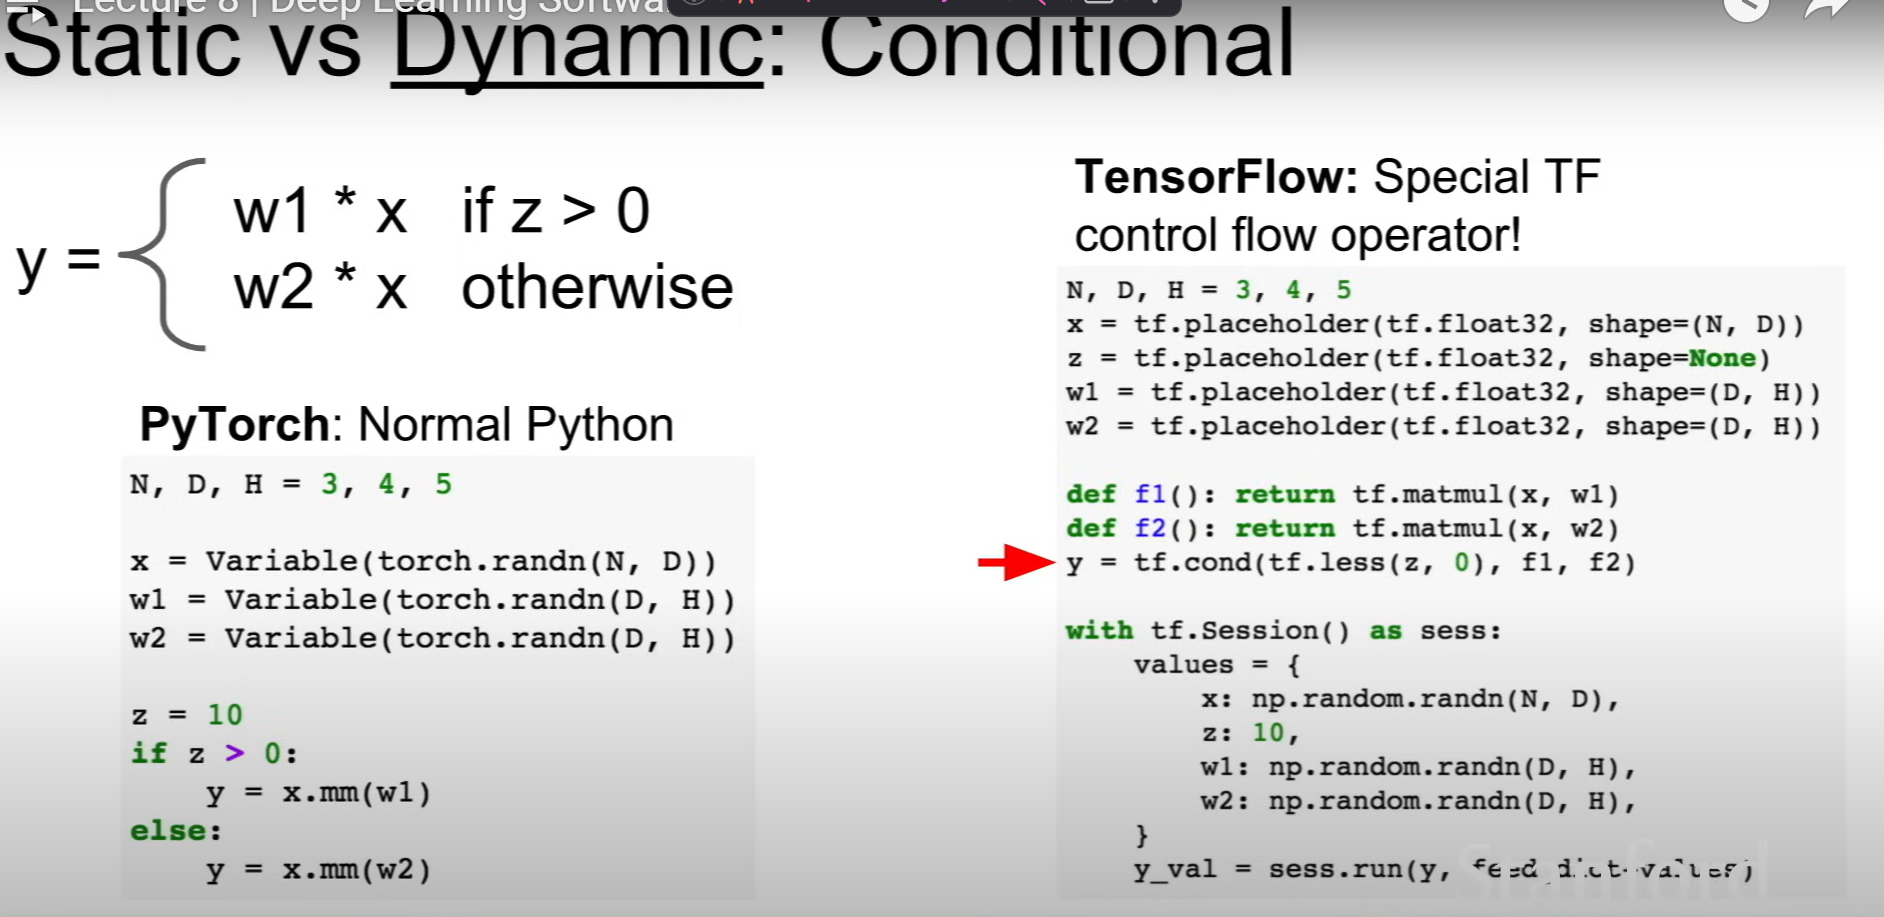 Lecture 8 | Deep Learning Softwa
Static vs Dynamic: Conditional
y =
w1 * x if z > 0
w2 * x otherwise
PyTorch: Normal Python
N, D, H = 3, 4, 5
x = Variable(torch.randn(N, D))
w1 = Variable(torch.randn(D, H))
w2 = Variable(torch.randn(D, H))
z = 10
if z > 0:
y = x.mm(w1)
else:
y = x.mm(w2)
TensorFlow: Special TF
control flow operator!
N, D, H = 3, 4, 5
x = tf.placeholder(tf.float32, shape=(N, D))
z = tf.placeholder(tf.float32, shape=None)
w1 = tf.placeholder(tf.float32, shape=(D, H))
w2 = tf.placeholder(tf.float32, shape=(D, H))
def f1(): return tf.matmul(x, w1)
def f2(): return tf.matmul(x, w2)
y = tf.cond(tf.less(z, 0), f1, f2)
with tf.Session() as sess:
values = {
x: np.random.randn(N, D),
z: 10,
w1: np.random.randn(D, H),
w2: np.random.randn(D, H),
}
y_val = sess.run(y, feed_dict=values)
Stanford